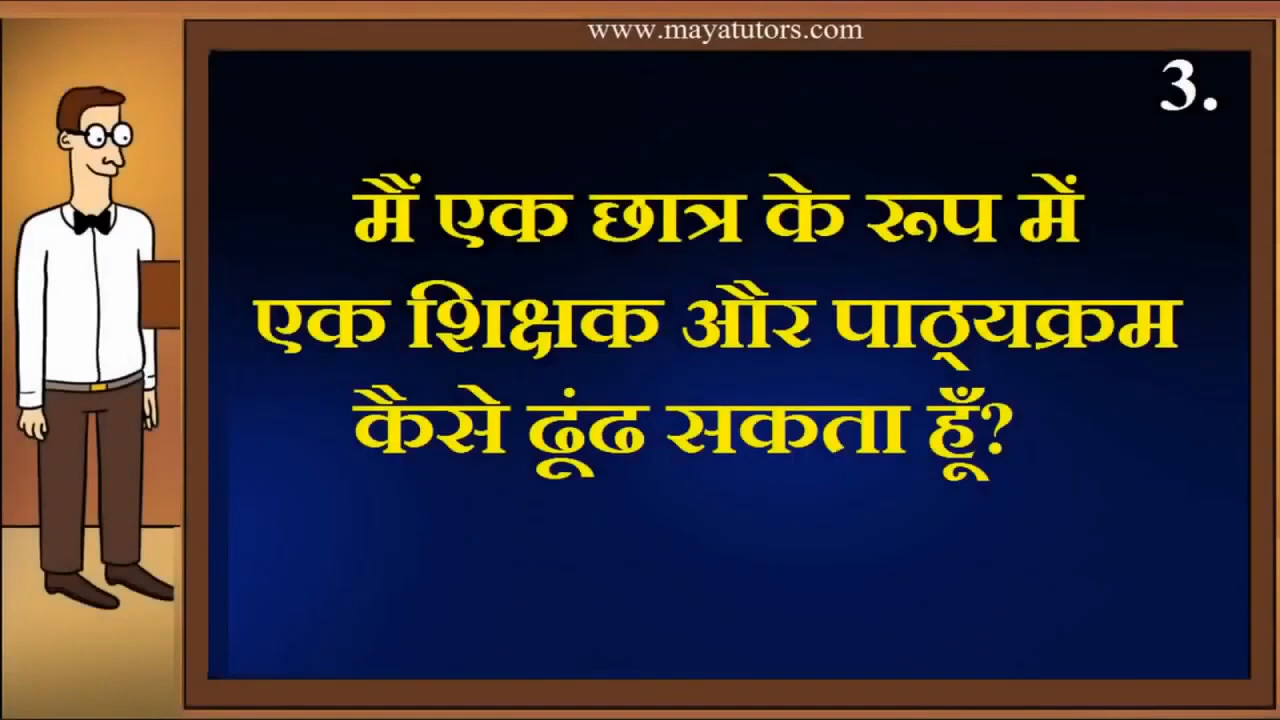 www.mayatutors.com
3.
मैं एक छात्र के रूप में
एक शिक्षक और पाठ्यक्रम
कैसे ढूंढ सकता हूँ?